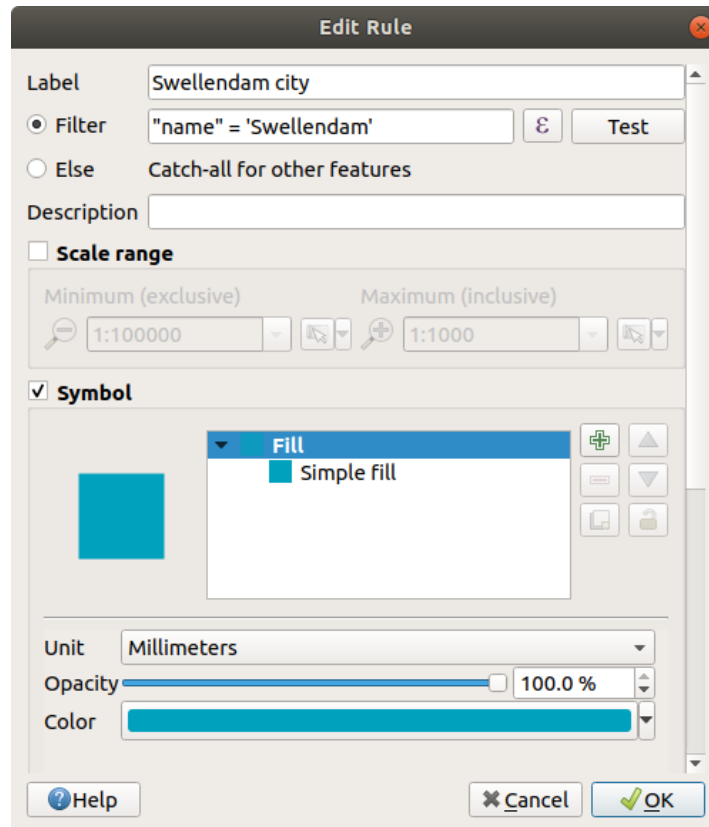 Edit Rule
Label Swellendam city
Filter "name" = 'Swellendam' ε Test
Else Catch-all for other features
Description
Scale range
Minimum (exclusive) Maximum (inclusive)
1:100000 1:1000
Symbol
Fill
Simple fill
Unit Millimeters
Opacity 100.0 %
Color
Help Cancel OK